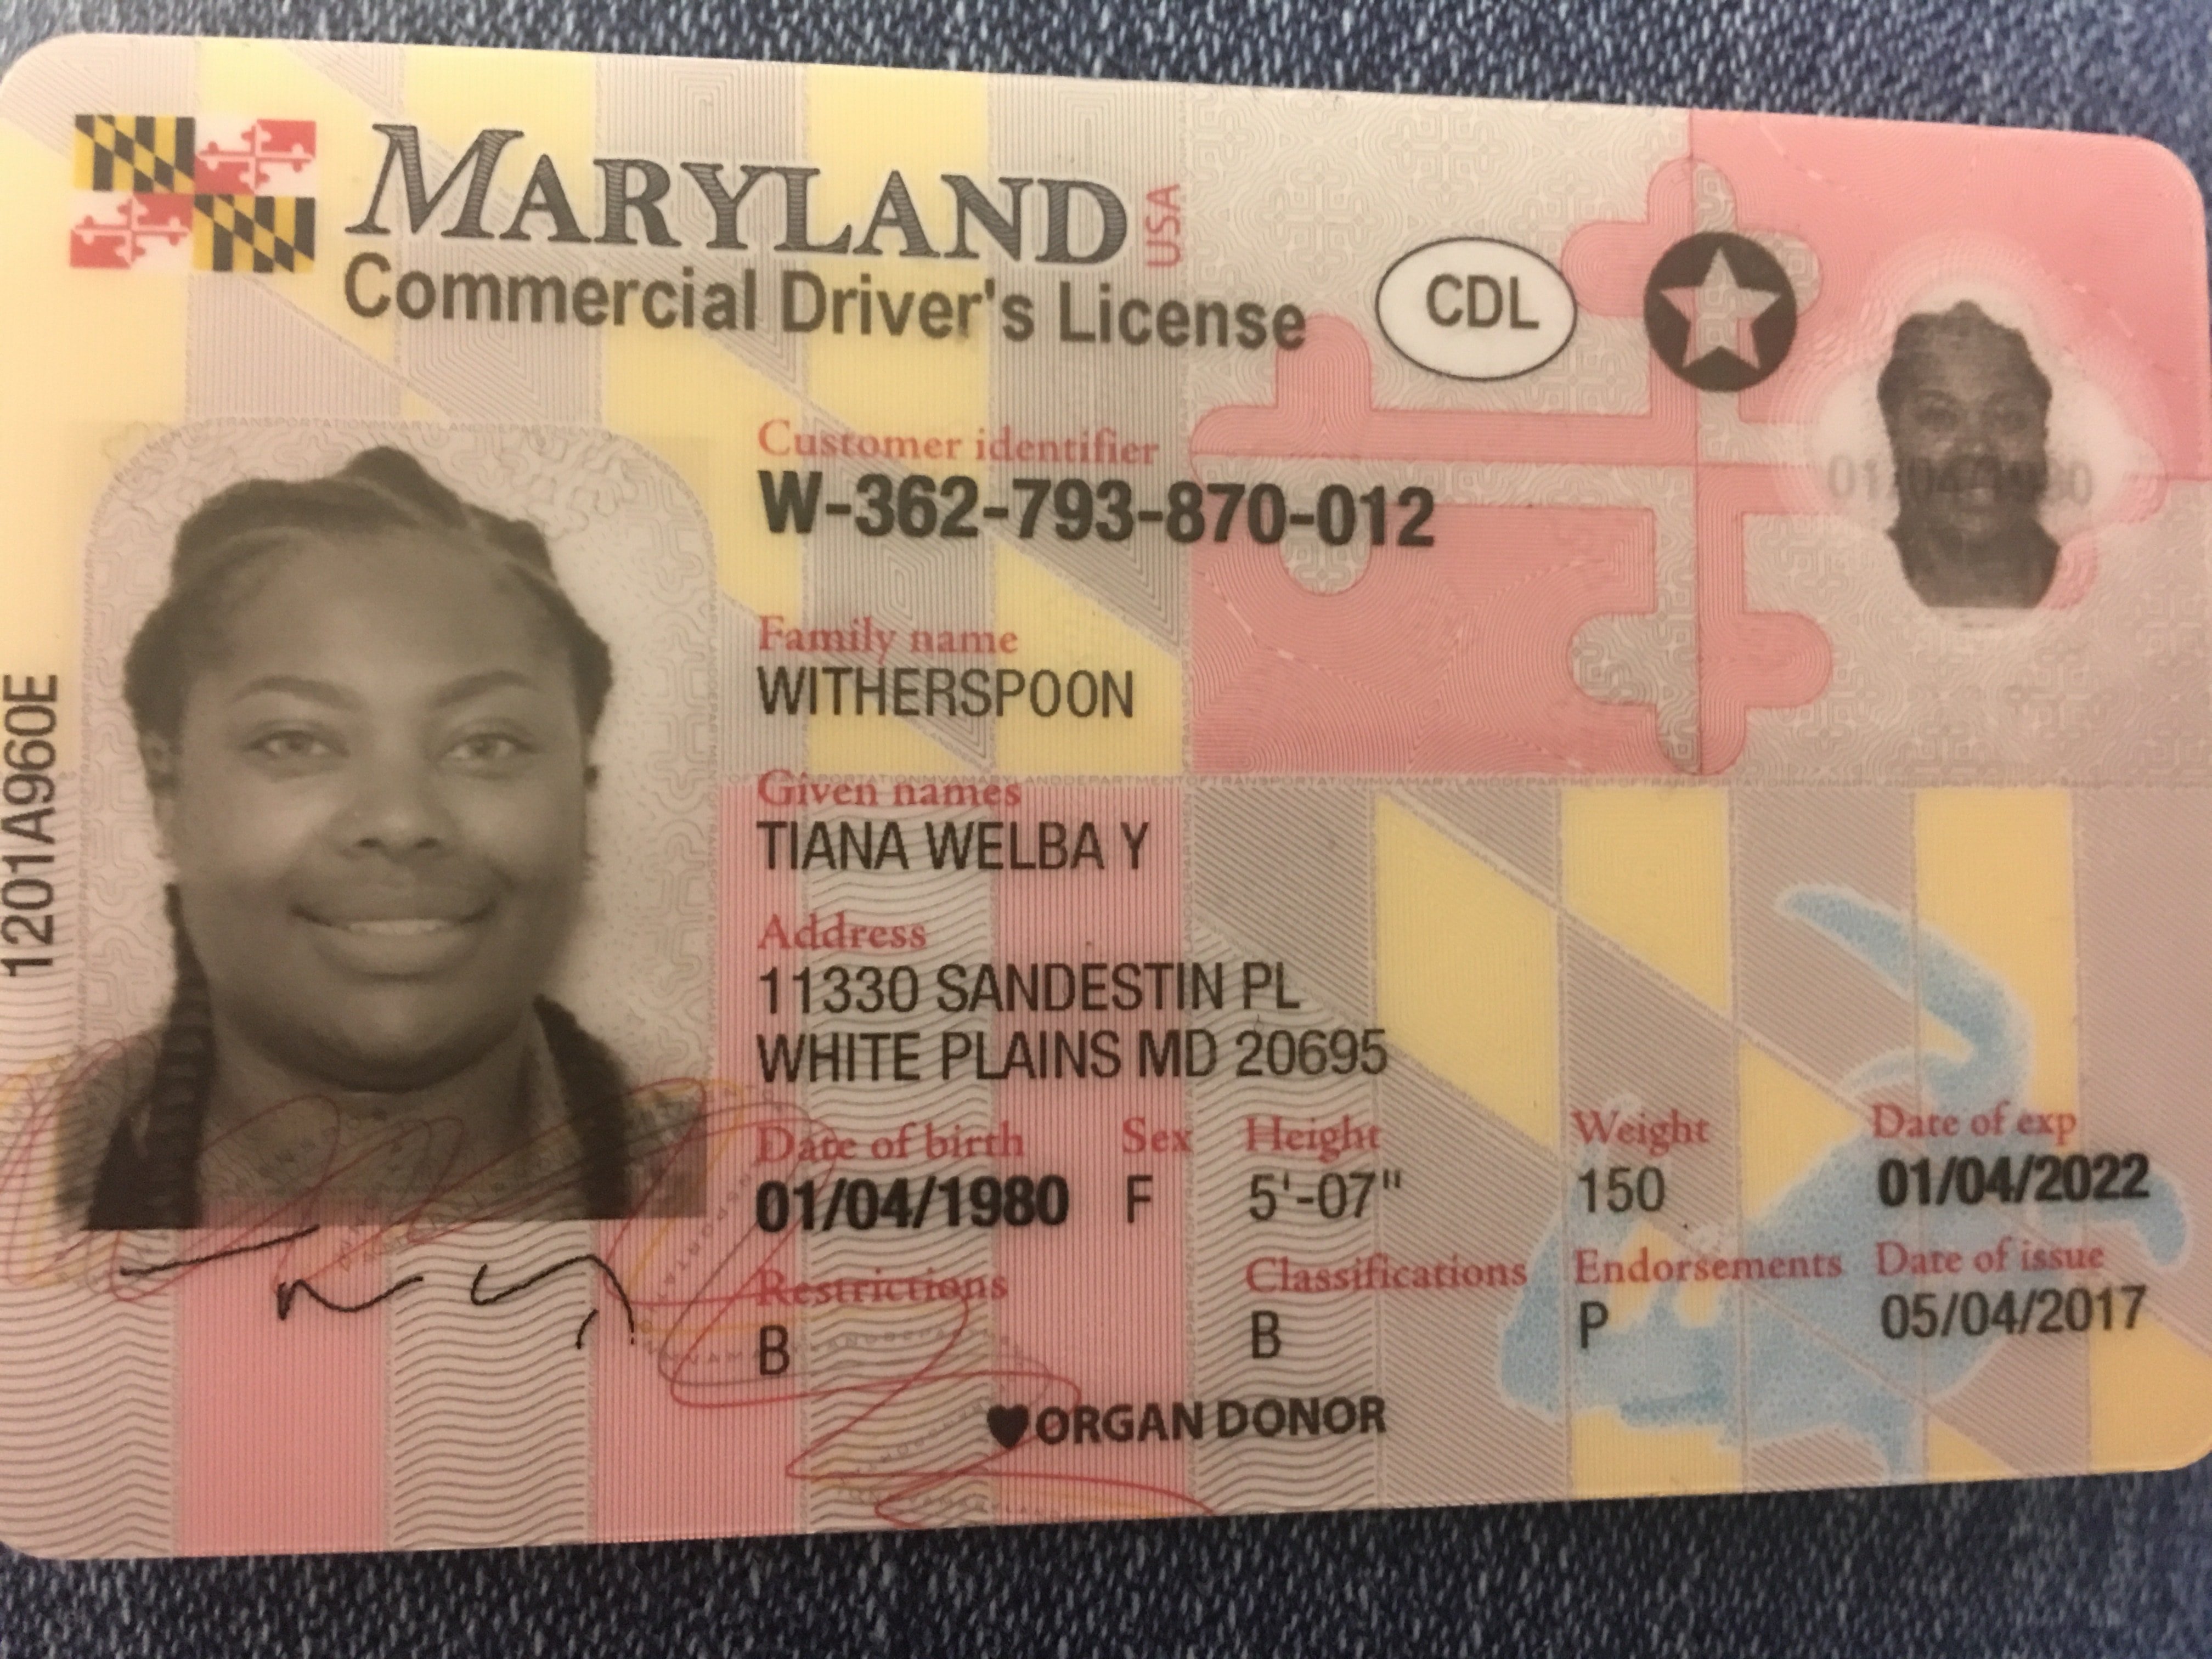 MARYLAND USA
Commercial Driver's License
CDL
Customer identifier
W-362-793-870-012
01/04/1980
Family name
WITHERSPOON
Given names
TIANA WELBA Y
Address
11330 SANDESTIN PL
WHITE PLAINS MD 20695
Date of birth Sex Height Weight Date of exp
01/04/1980 F 5'-07" 150 01/04/2022
Restrictions Classifications Endorsements Date of issue
B B P 05/04/2017
ORGAN DONOR
1201A960E